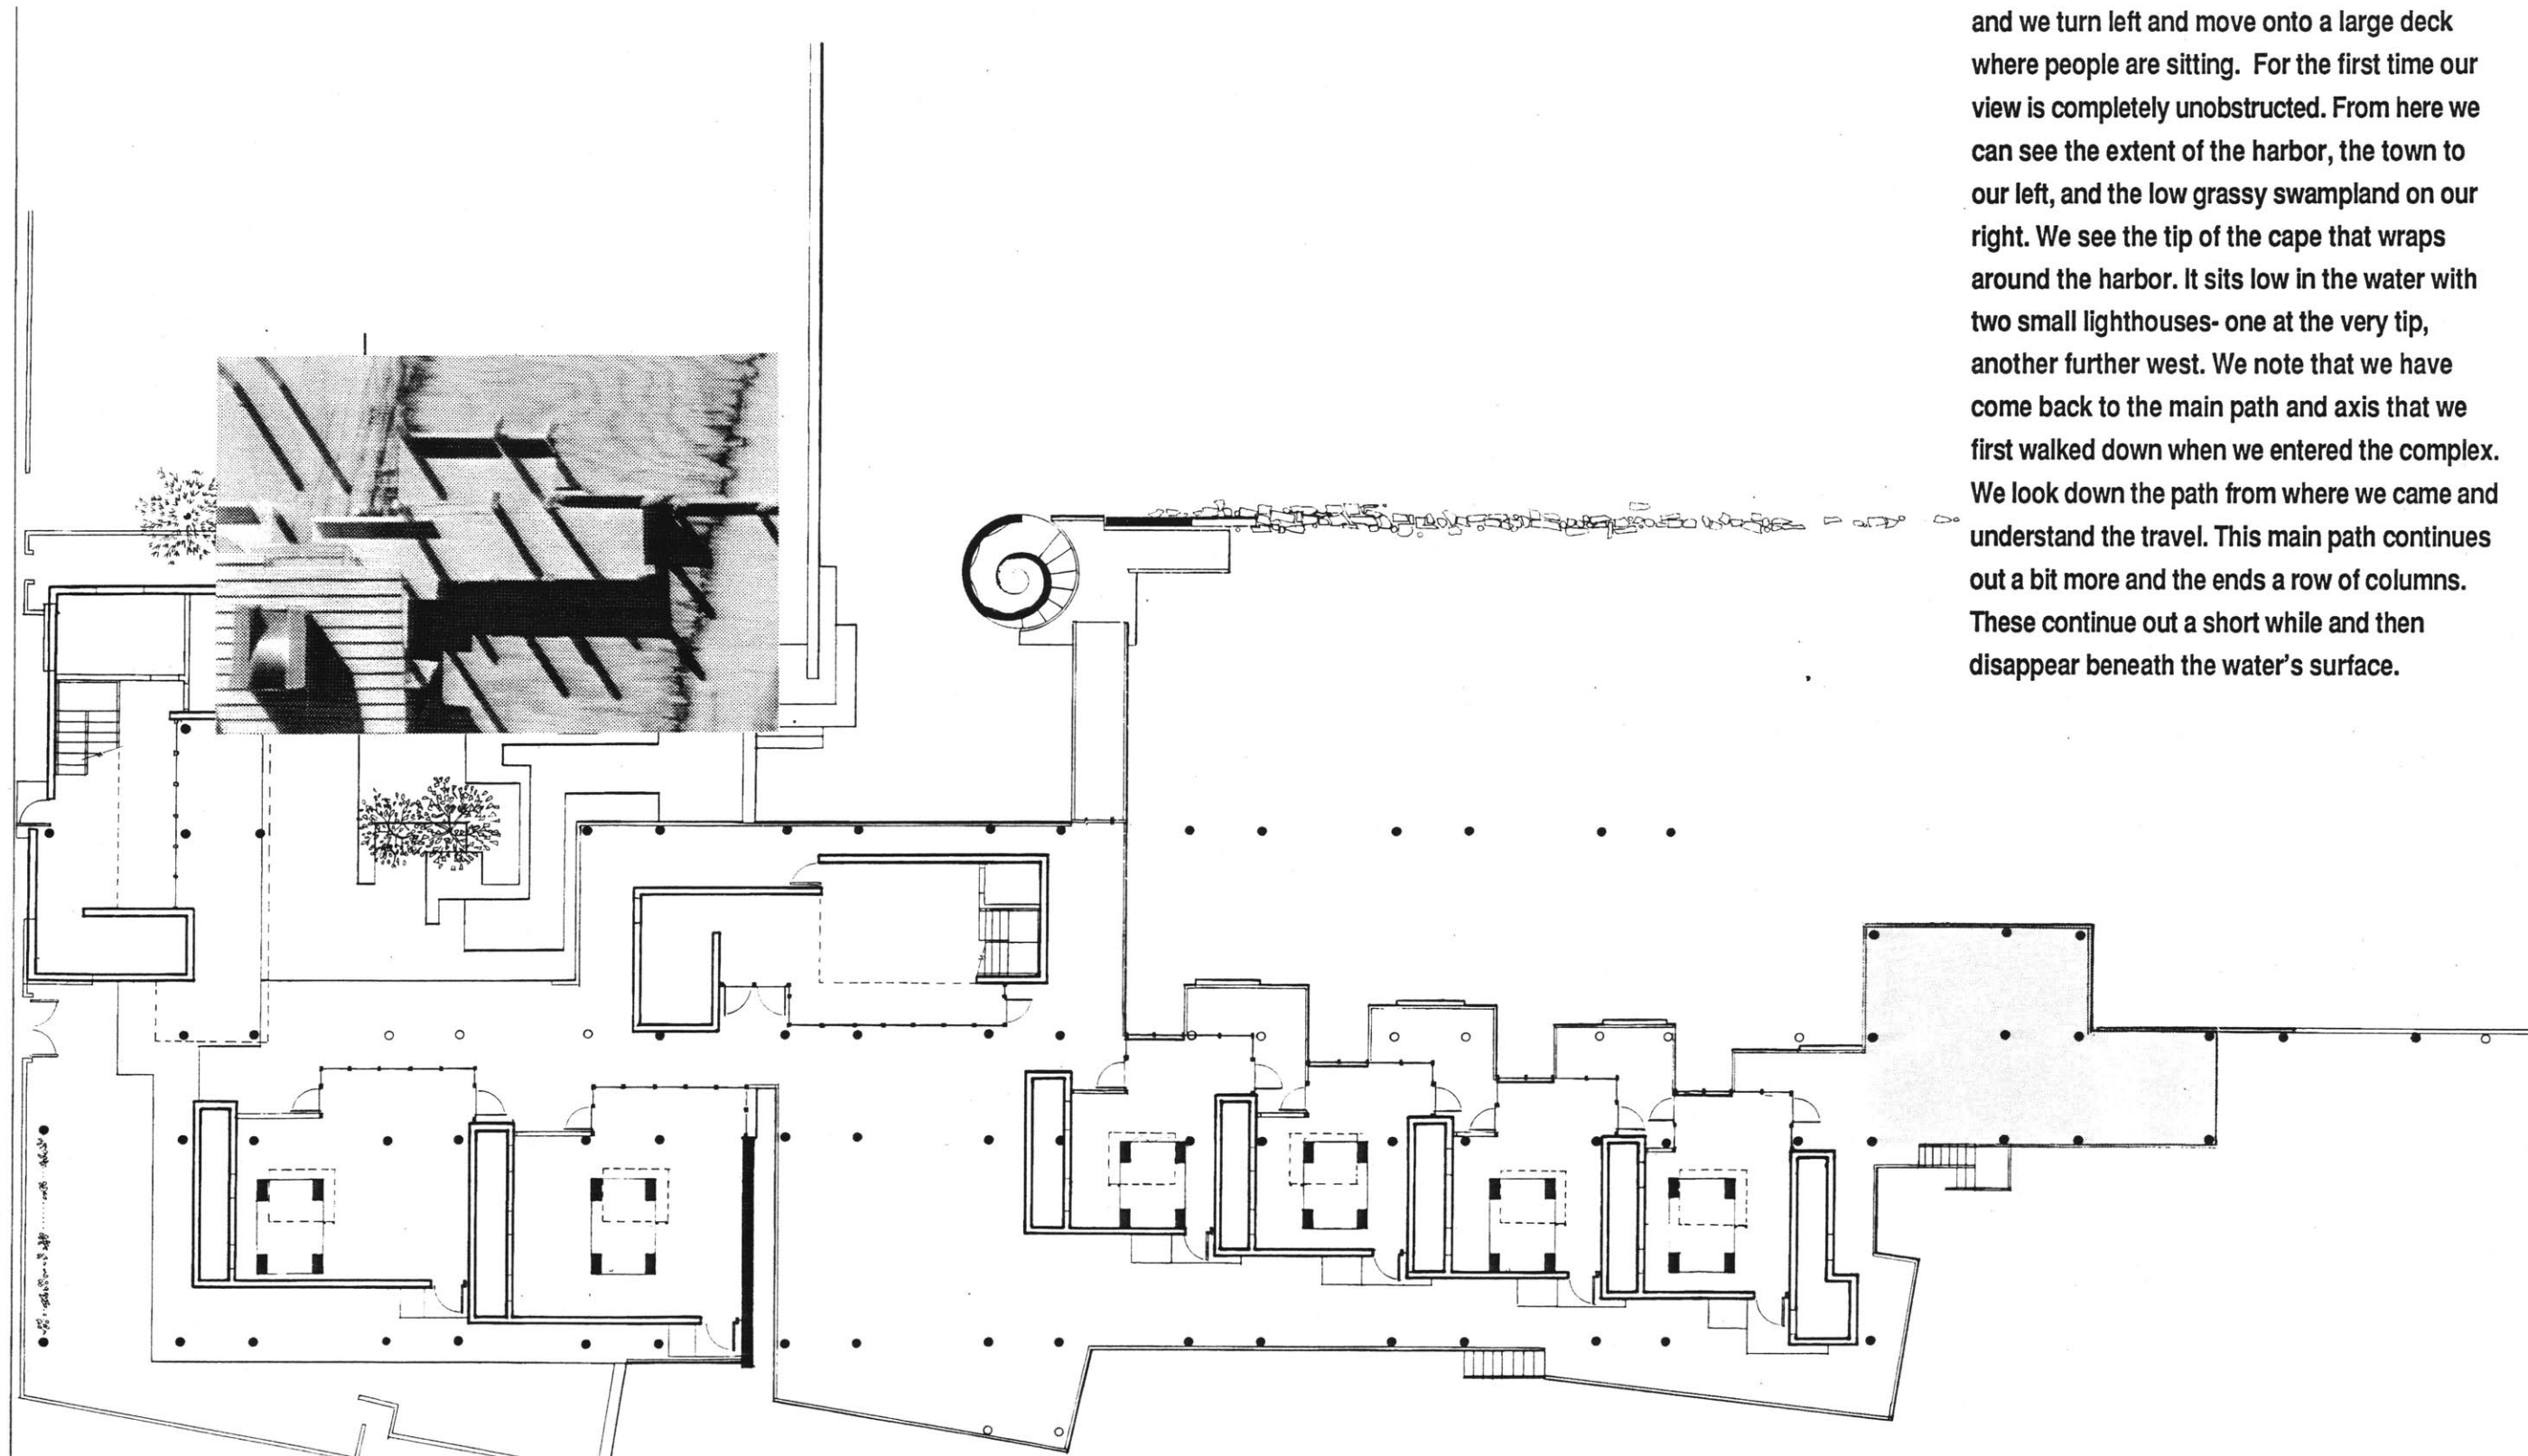 and we turn left and move onto a large deck
where people are sitting. For the first time our
view is completely unobstructed. From here we
can see the extent of the harbor, the town to
our left, and the low grassy swampland on our
right. We see the tip of the cape that wraps
around the harbor. It sits low in the water with
two small lighthouses- one at the very tip,
another further west. We note that we have
come back to the main path and axis that we
first walked down when we entered the complex.
We look down the path from where we came and
understand the travel. This main path continues
out a bit more and the ends a row of columns.
These continue out a short while and then
disappear beneath the water's surface.